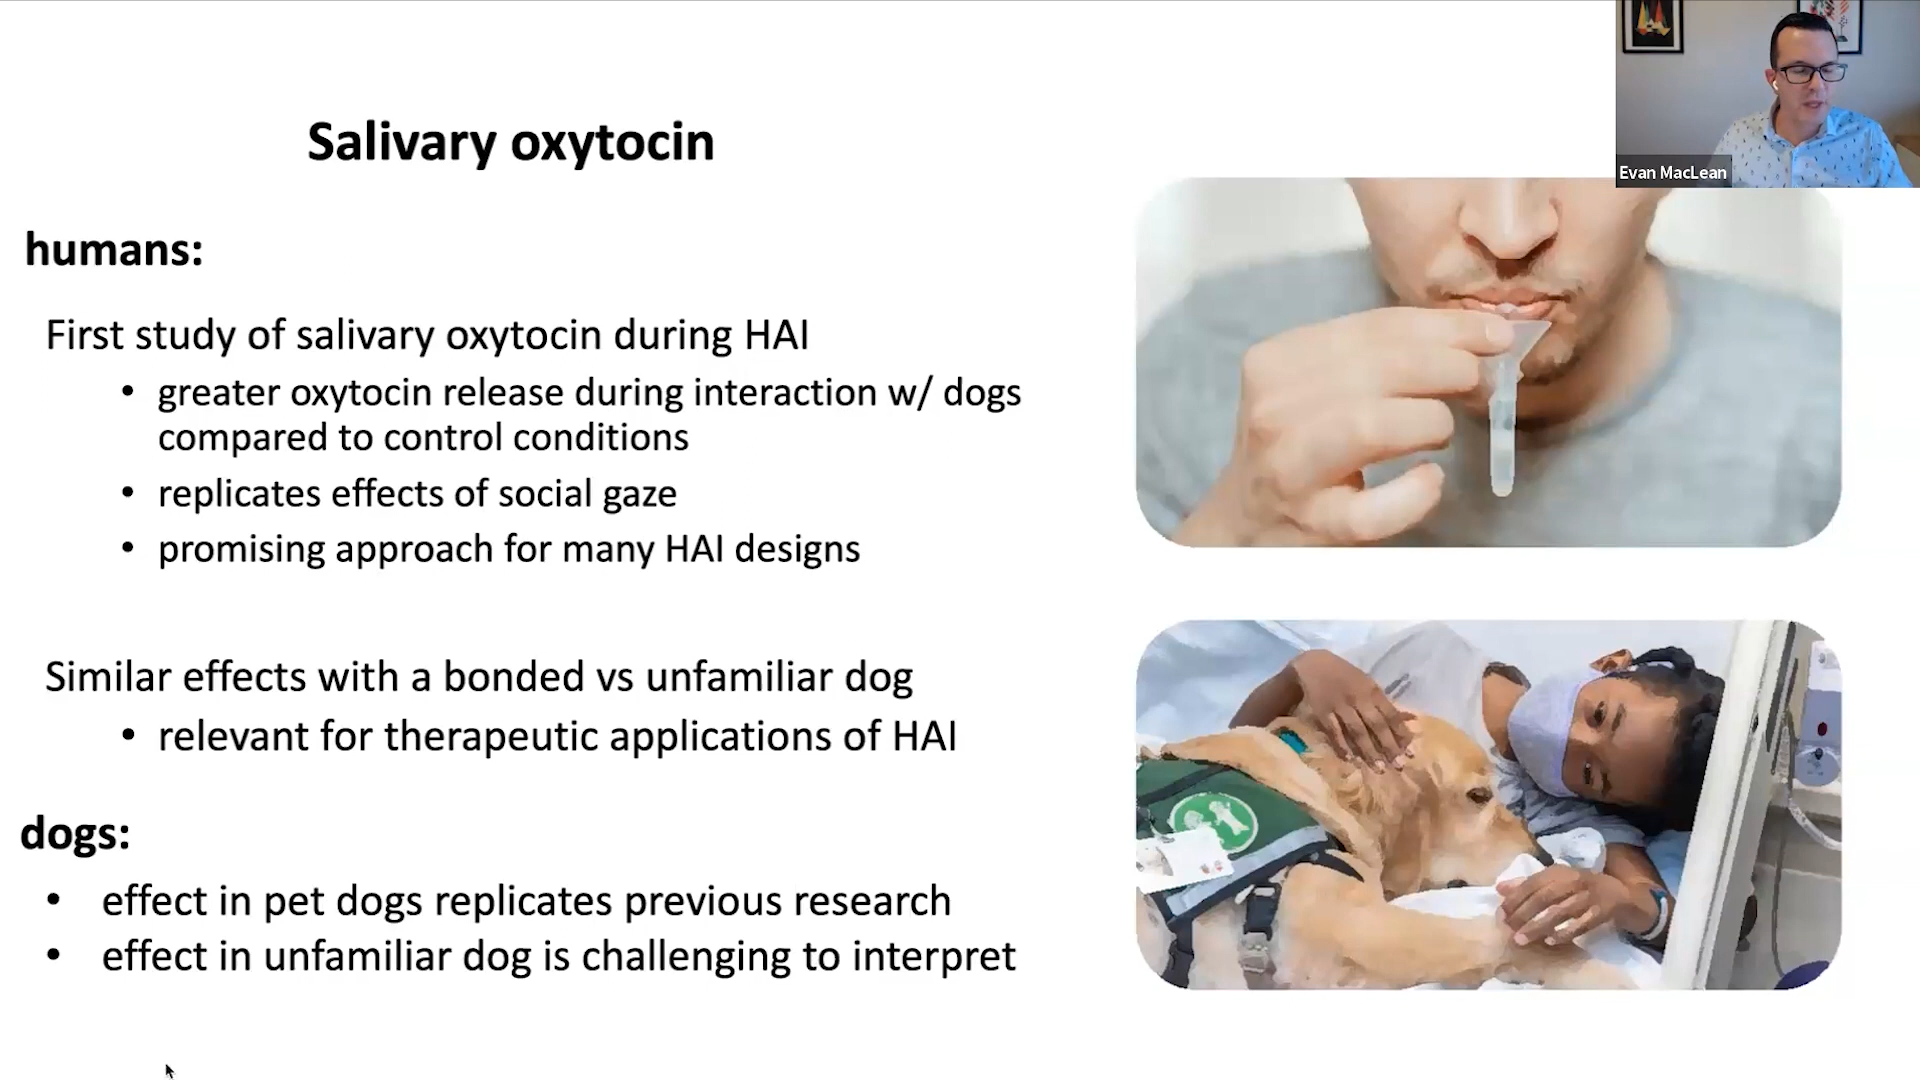 Salivary oxytocin
Evan MacLean
humans:
First study of salivary oxytocin during HAI
• greater oxytocin release during interaction w/ dogs
compared to control conditions
• replicates effects of social gaze
• promising approach for many HAI designs
Similar effects with a bonded vs unfamiliar dog
• relevant for therapeutic applications of HAI
dogs:
• effect in pet dogs replicates previous research
• effect in unfamiliar dog is challenging to interpret